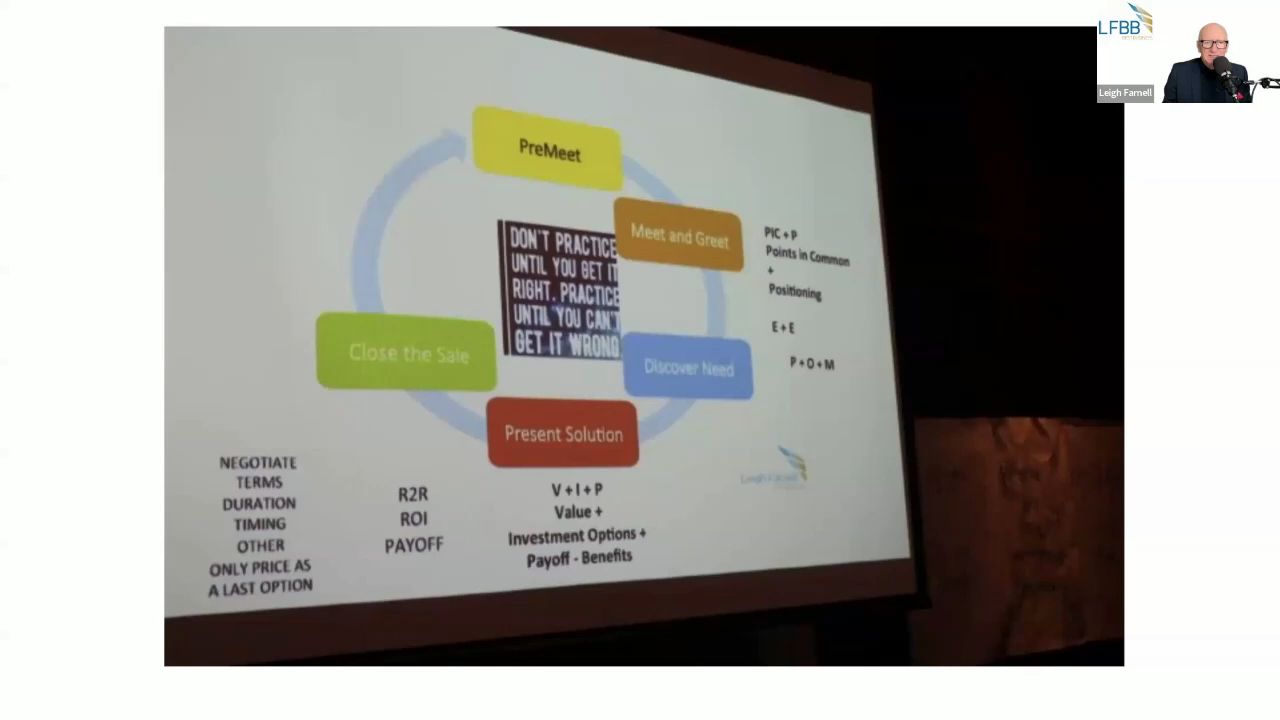 LFBB
Leigh Farnell
PreMeet
Meet and Greet
PIC + P
Points in Common
+
Positioning
E + E
P + O + M
DON'T PRACTICE
UNTIL YOU GET IT
RIGHT. PRACTICE
UNTIL YOU CAN'T
GET IT WRONG
Discover Need
Close the Sale
Present Solution
Leigh Farnell
NEGOTIATE
TERMS
DURATION
TIMING
OTHER
ONLY PRICE AS
A LAST OPTION
R2R
ROI
PAYOFF
V + I + P
Value +
Investment Options +
Payoff - Benefits